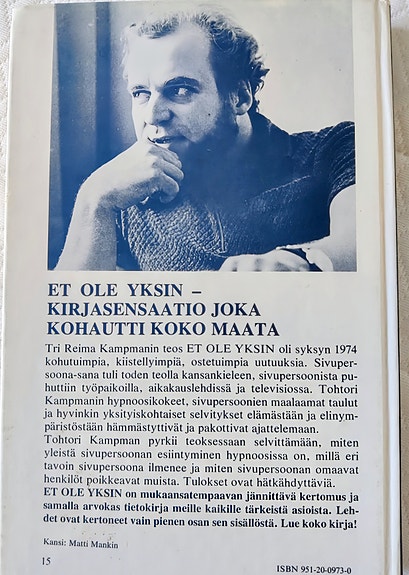 ET OLE YKSIN –
KIRJASENSAATIO JOKA
KOHAUTTI KOKO MAATA
Tri Reima Kampmanin teos ET OLE YKSIN oli syksyn 1974
kohutuimpia, kiistellyimpiä, ostetuimpia uutuuksia. Sivuper-
soona-sana tuli toden teolla kansankieleen, sivupersoonista pu-
huttiin työpaikoilla, aikakauslehdissä ja televisiossa. Tohtori
Kampmanin hypnoosikokeet, sivupersoonien maalaamat taulut
ja hyvinkin yksityiskohtaiset selvitykset elämästään ja elinym-
päristöstään hämmästyttivät ja pakottivat ajattelemaan.
Tohtori Kampman pyrkii teoksessaan selvittämään, miten
yleistä sivupersoonan esiintyminen hypnoosissa on, millä eri
tavoin sivupersoona ilmenee ja miten sivupersoonan omaavat
henkilöt poikkeavat muista. Tulokset ovat hätkähdyttäviä.
ET OLE YKSIN on mukaansatempaavan jännittävä kertomus ja
samalla arvokas tietokirja meille kaikille tärkeistä asioista. Leh-
det ovat kertoneet vain pienen osan sen sisällöstä. Lue koko kirja!
Kansi: Matti Mankin
15
ISBN 951-20-0973-0